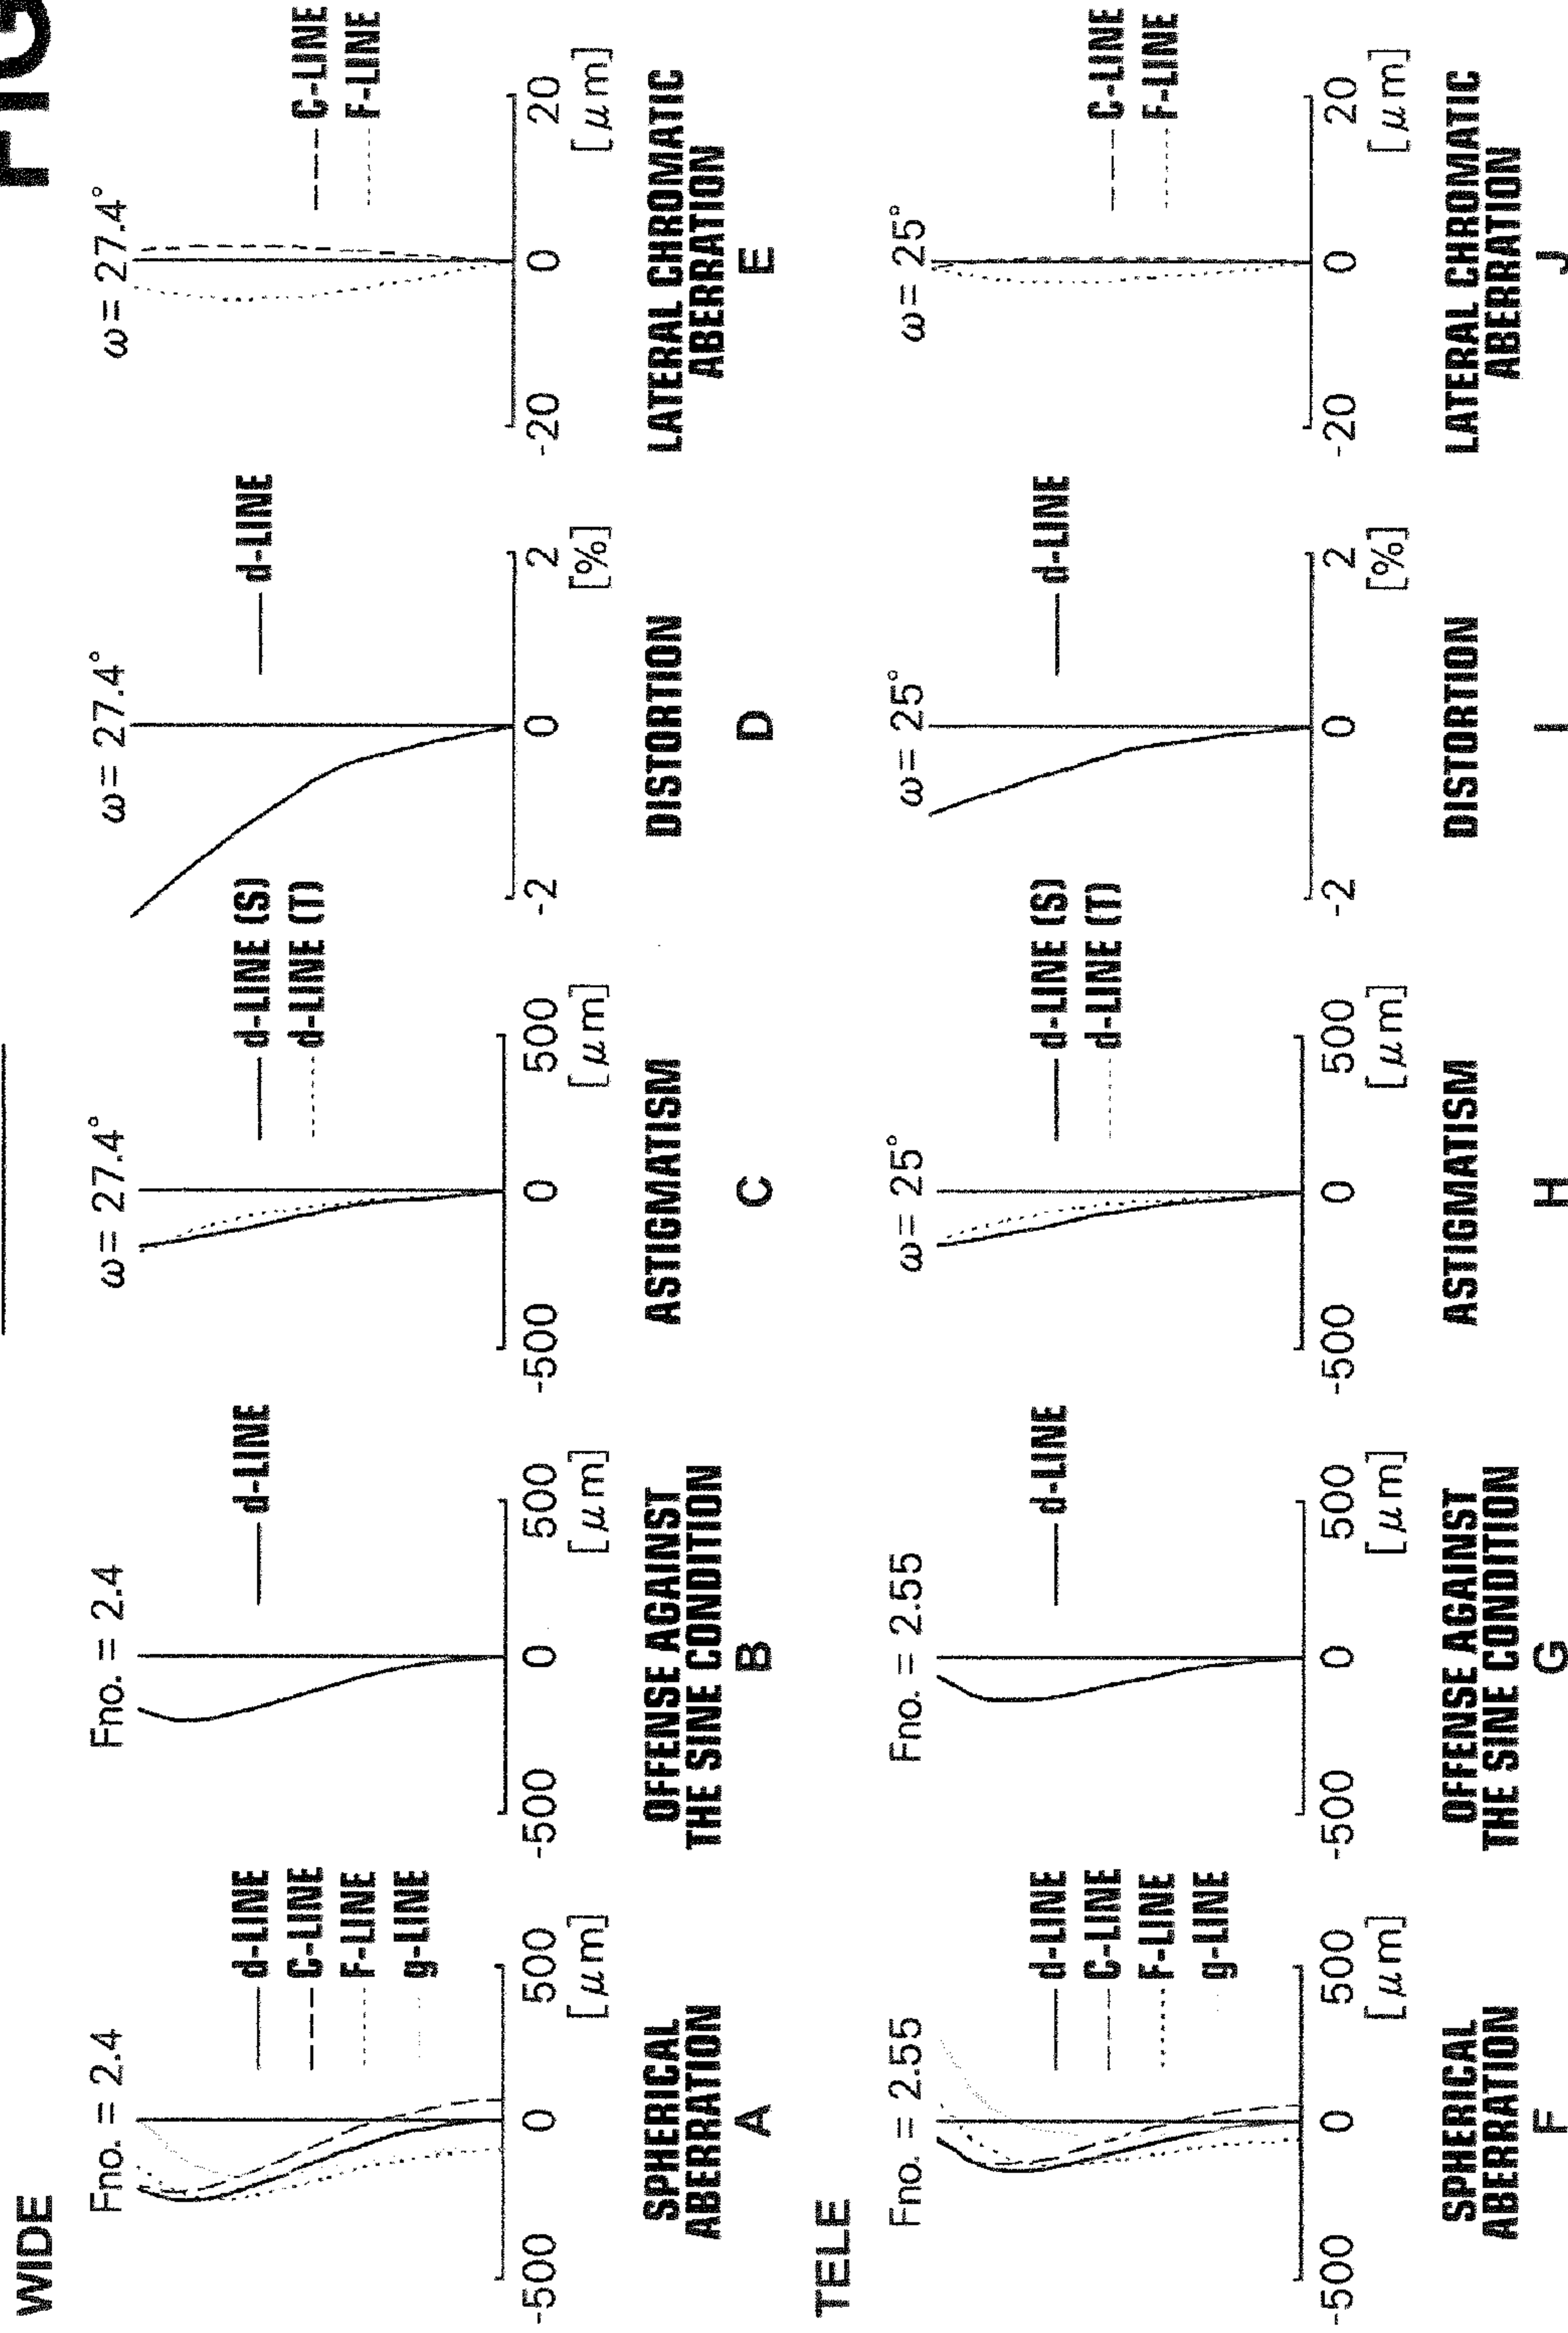 FIG
WIDE
Fno. = 2.4
d-LINE
C-LINE
F-LINE
g-LINE
-500 0 500
[μm]
SPHERICAL
ABERRATION
A
Fno. = 2.4
d-LINE
-500 0 500
[μm]
OFFENSE AGAINST
THE SINE CONDITION
B
ω= 27.4°
d-LINE (S)
d-LINE (T)
-500 0 500
[μm]
ASTIGMATISM
C
ω= 27.4°
d-LINE
-2 0 2
[%]
DISTORTION
D
ω= 27.4°
C-LINE
F-LINE
-20 0 20
[μm]
LATERAL CHROMATIC
ABERRATION
E
TELE
Fno. = 2.55
d-LINE
C-LINE
F-LINE
g-LINE
-500 0 500
[μm]
SPHERICAL
ABERRATION
F
Fno. = 2.55
d-LINE
-500 0 500
[μm]
OFFENSE AGAINST
THE SINE CONDITION
G
ω= 25°
d-LINE (S)
d-LINE (T)
-500 0 500
[μm]
ASTIGMATISM
H
ω= 25°
d-LINE
-2 0 2
[%]
DISTORTION
I
ω= 25°
C-LINE
F-LINE
-20 0 20
[μm]
LATERAL CHROMATIC
ABERRATION
J